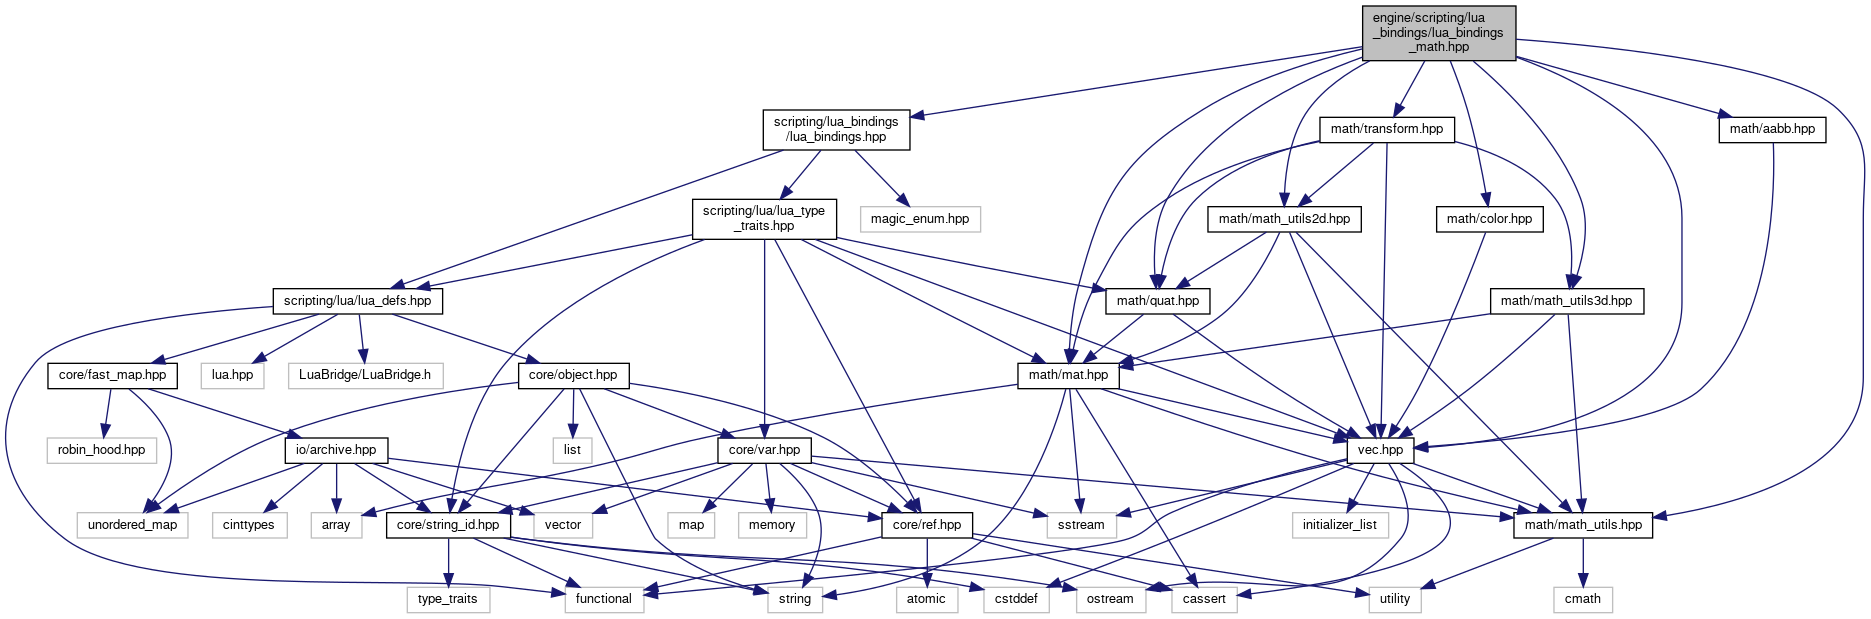 engine/scripting/lua
_bindings/lua_bindings
_math.hpp
scripting/lua_bindings
/lua_bindings.hpp
math/transform.hpp
math/aabb.hpp
scripting/lua/lua_type
_traits.hpp
magic_enum.hpp
math/math_utils2d.hpp
math/color.hpp
scripting/lua/lua_defs.hpp
math/quat.hpp
math/math_utils3d.hpp
core/fast_map.hpp
lua.hpp
LuaBridge/LuaBridge.h
core/object.hpp
math/mat.hpp
robin_hood.hpp
io/archive.hpp
list
core/var.hpp
vec.hpp
unordered_map
cinttypes
array
core/string_id.hpp
vector
map
memory
core/ref.hpp
sstream
initializer_list
math/math_utils.hpp
type_traits
functional
string
atomic
cstddef
ostream
cassert
utility
cmath